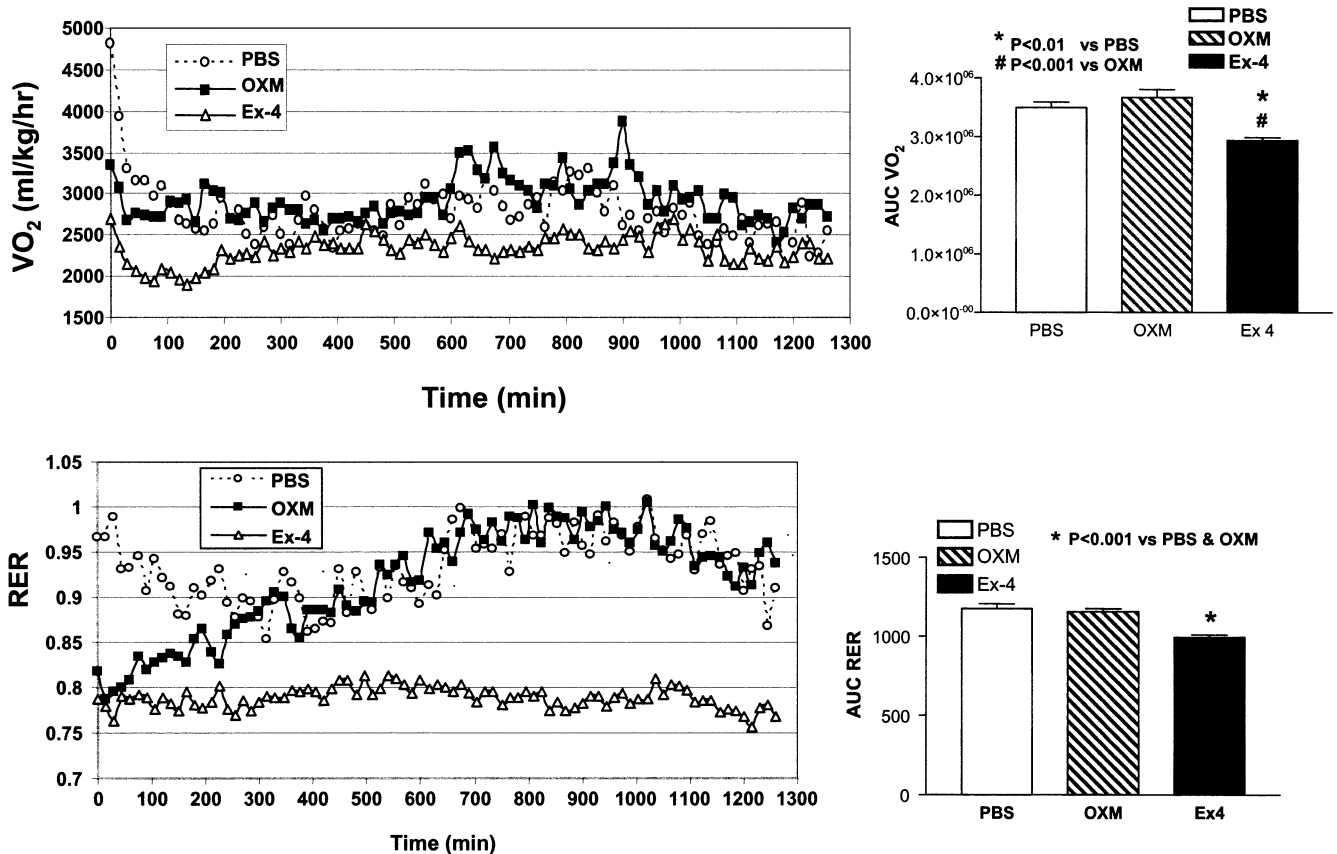 5000
4500
4000
3500
3000
2500
2000
1500
VO2 (ml/kg/hr)
PBS
OXM
Ex-4
0 100 200 300 400 500 600 700 800 900 1000 1100 1200 1300
Time (min)
PBS
OXM
Ex-4
* P<0.01 vs PBS
# P<0.001 vs OXM
4.0×10^06
3.0×10^06
2.0×10^06
1.0×10^06
0.0×10^-00
AUC VO2
*
#
PBS OXM Ex 4
1.05
1
0.95
0.9
0.85
0.8
0.75
0.7
RER
PBS
OXM
Ex-4
0 100 200 300 400 500 600 700 800 900 1000 1100 1200 1300
Time (min)
PBS
OXM
Ex-4
* P<0.001 vs PBS & OXM
1500
1000
500
0
AUC RER
*
PBS OXM Ex4